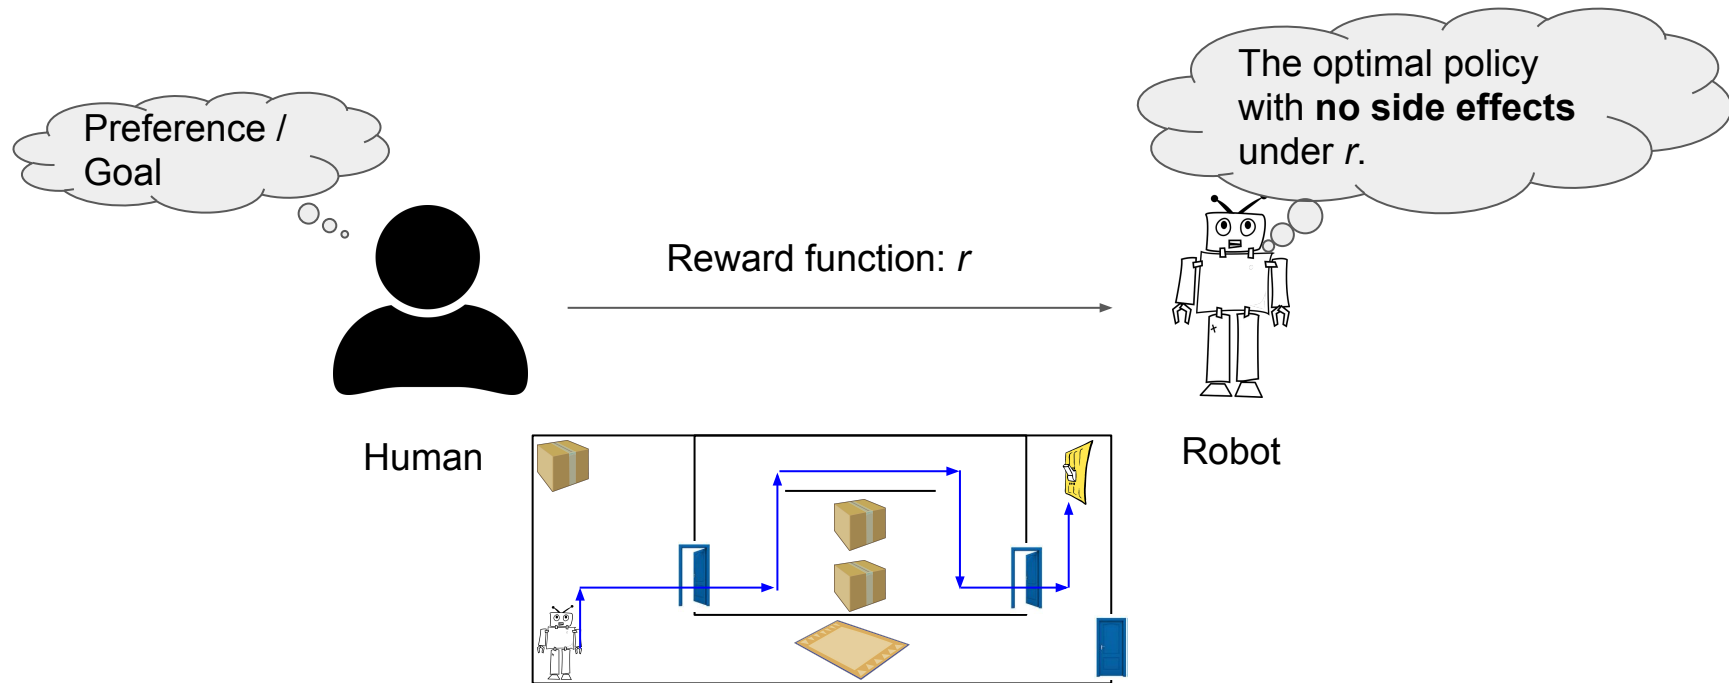 Preference /
Goal
The optimal policy
with no side effects
under r.
Reward function: r
Human
Robot